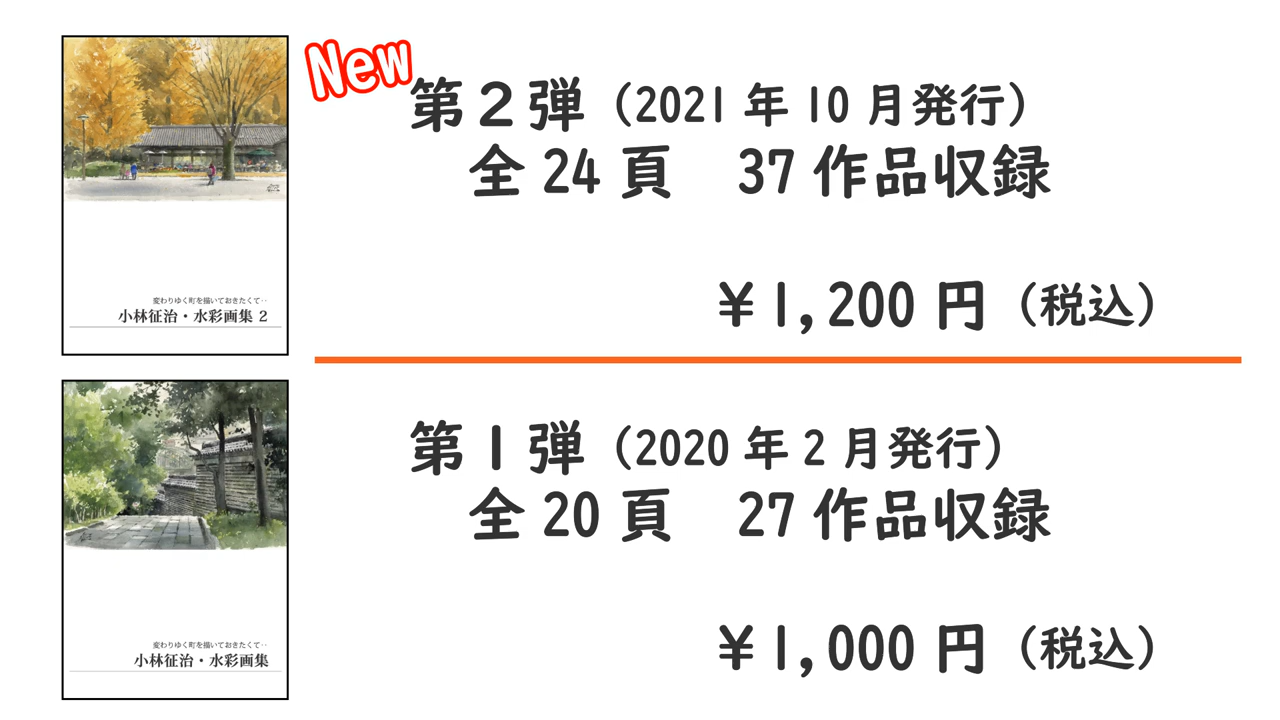 New
第２弾（2021年10月発行）
全24頁　37作品収録
￥1,200円（税込）
変わりゆく町を描いておきたくて‥
小林征治・水彩画集 2
第１弾（2020年2月発行）
全20頁　27作品収録
￥1,000円（税込）
変わりゆく町を描いておきたくて‥
小林征治・水彩画集